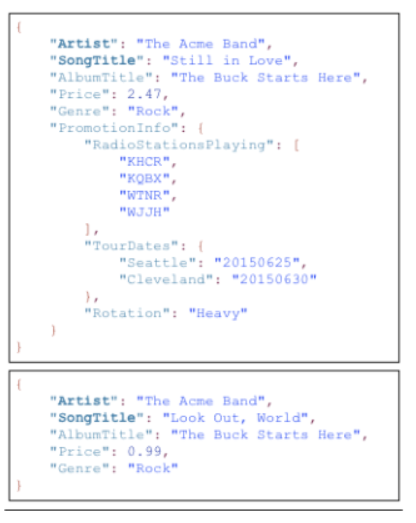 {
"Artist": "The Acme Band",
"SongTitle": "Still in Love",
"AlbumTitle": "The Buck Starts Here",
"Price": 2.47,
"Genre": "Rock",
"PromotionInfo": {
"RadioStationsPlaying": [
"KHCR",
"KQBX",
"WTNR",
"WJJH"
],
"TourDates": {
"Seattle": "20150625",
"Cleveland": "20150630"
},
"Rotation": "Heavy"
}
}
{
"Artist": "The Acme Band",
"SongTitle": "Look Out, World",
"AlbumTitle": "The Buck Starts Here",
"Price": 0.99,
"Genre": "Rock"
}